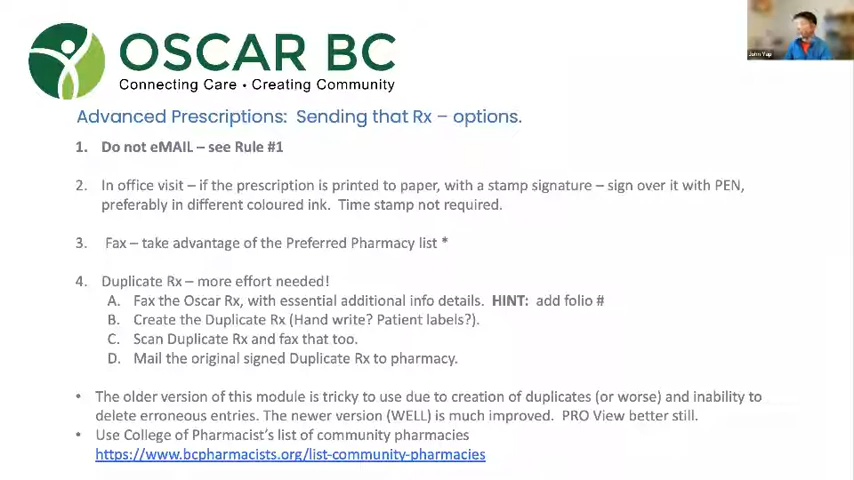 OSCAR BC
Connecting Care • Creating Community
John Yap
Advanced Prescriptions: Sending that Rx – options.
1. Do not eMAIL – see Rule #1
2. In office visit – if the prescription is printed to paper, with a stamp signature – sign over it with PEN,
preferably in different coloured ink. Time stamp not required.
3. Fax – take advantage of the Preferred Pharmacy list *
4. Duplicate Rx – more effort needed!
A. Fax the Oscar Rx, with essential additional info details. HINT: add folio #
B. Create the Duplicate Rx (Hand write? Patient labels?).
C. Scan Duplicate Rx and fax that too.
D. Mail the original signed Duplicate Rx to pharmacy.
• The older version of this module is tricky to use due to creation of duplicates (or worse) and inability to
delete erroneous entries. The newer version (WELL) is much improved. PRO View better still.
• Use College of Pharmacist's list of community pharmacies
https://www.bcpharmacists.org/list-community-pharmacies